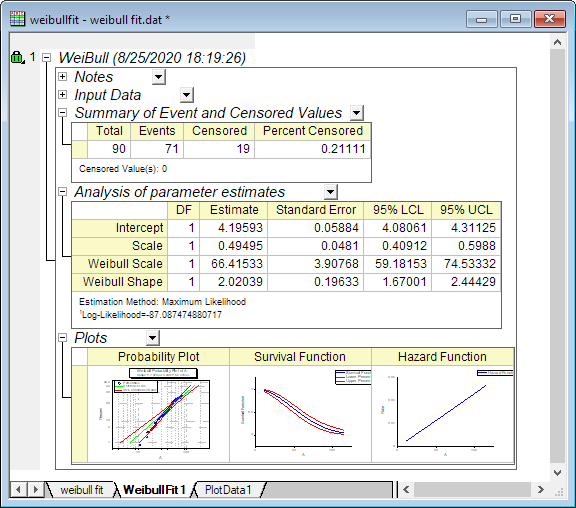 weibullfit - weibull fit.dat *
1 WeiBull (8/25/2020 18:19:26)
Notes
Input Data
Summary of Event and Censored Values
Total Events Censored Percent Censored
90 71 19 0.21111
Censored Value(s): 0
Analysis of parameter estimates
DF Estimate Standard Error 95% LCL 95% UCL
Intercept 1 4.19593 0.05884 4.08061 4.31125
Scale 1 0.49495 0.0481 0.40912 0.5988
Weibull Scale 1 66.41533 3.90768 59.18153 74.53332
Weibull Shape 1 2.02039 0.19633 1.67001 2.44429
Estimation Method: Maximum Likelihood
¹Log-Likelihood=-87.087474880717
Plots
Probability Plot Survival Function Hazard Function
weibull fit WeibullFit1 PlotData1